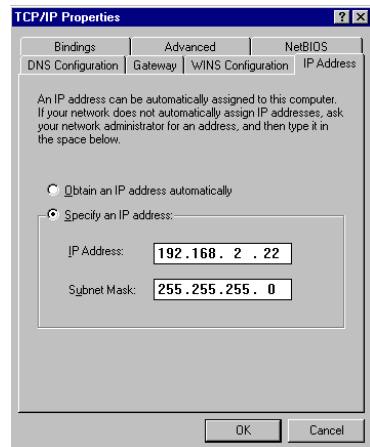 TCP/IP Properties
Bindings Advanced NetBIOS
DNS Configuration Gateway WINS Configuration IP Address
An IP address can be automatically assigned to this computer.
If your network does not automatically assign IP addresses, ask
your network administrator for an address, and then type it in
the space below.
Obtain an IP address automatically
Specify an IP address:
IP Address: 192.168. 2 . 22
Subnet Mask: 255.255.255. 0
OK Cancel